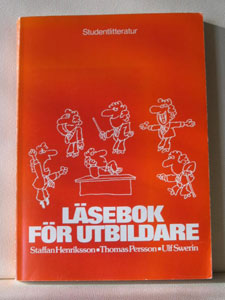 Studentlitteratur
LÄSEBOK
FÖR UTBILDARE
Staffan Henriksson • Thomas Persson • Ulf Swerin